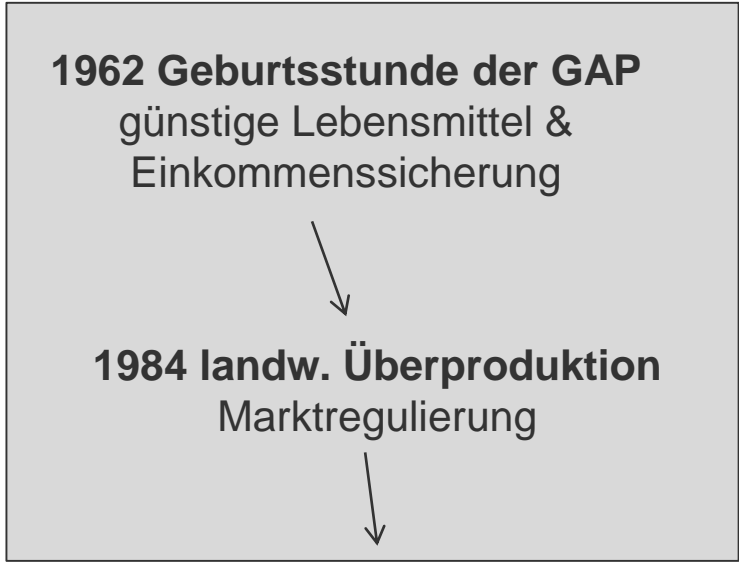 1962 Geburtsstunde der GAP
günstige Lebensmittel &
Einkommenssicherung
1984 landw. Überproduktion
Marktregulierung